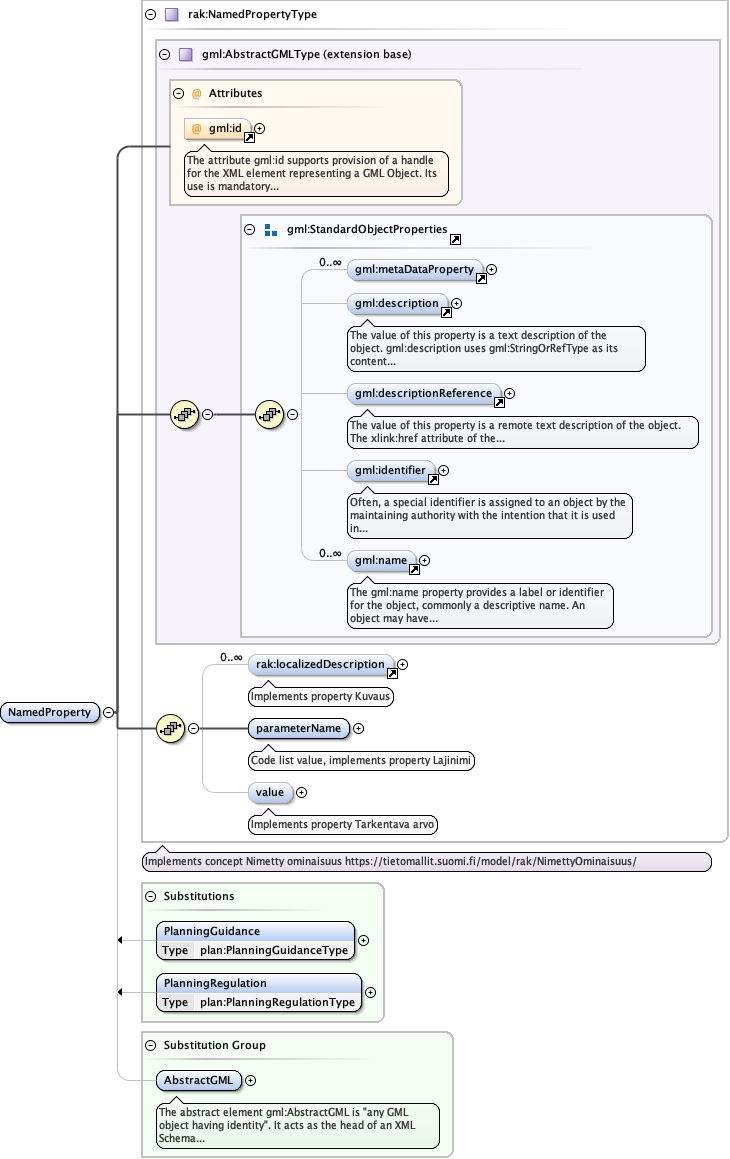 rak:NamedPropertyType
gml:AbstractGMLType (extension base)
@ Attributes
@ gml:id
The attribute gml:id supports provision of a handle
for the XML element representing a GML Object. Its
use is mandatory...
gml:StandardObjectProperties
0..∞
gml:metaDataProperty
gml:description
The value of this property is a text description of the
object. gml:description uses gml:StringOrRefType as its
content...
gml:descriptionReference
The value of this property is a remote text description of the object.
The xlink:href attribute of the...
gml:identifier
Often, a special identifier is assigned to an object by the
maintaining authority with the intention that it is used
in...
0..∞
gml:name
The gml:name property provides a label or identifier
for the object, commonly a descriptive name. An
object may have...
0..∞
rak:localizedDescription
Implements property Kuvaus
NamedProperty
parameterName
Code list value, implements property Lajinimi
value
Implements property Tarkentava arvo
Implements concept Nimetty ominaisuus https://tietomallit.suomi.fi/model/rak/NimettyOminaisuus/
Substitutions
PlanningGuidance
Type plan:PlanningGuidanceType
PlanningRegulation
Type plan:PlanningRegulationType
Substitution Group
AbstractGML
The abstract element gml:AbstractGML is "any GML
object having identity". It acts as the head of an XML
Schema...